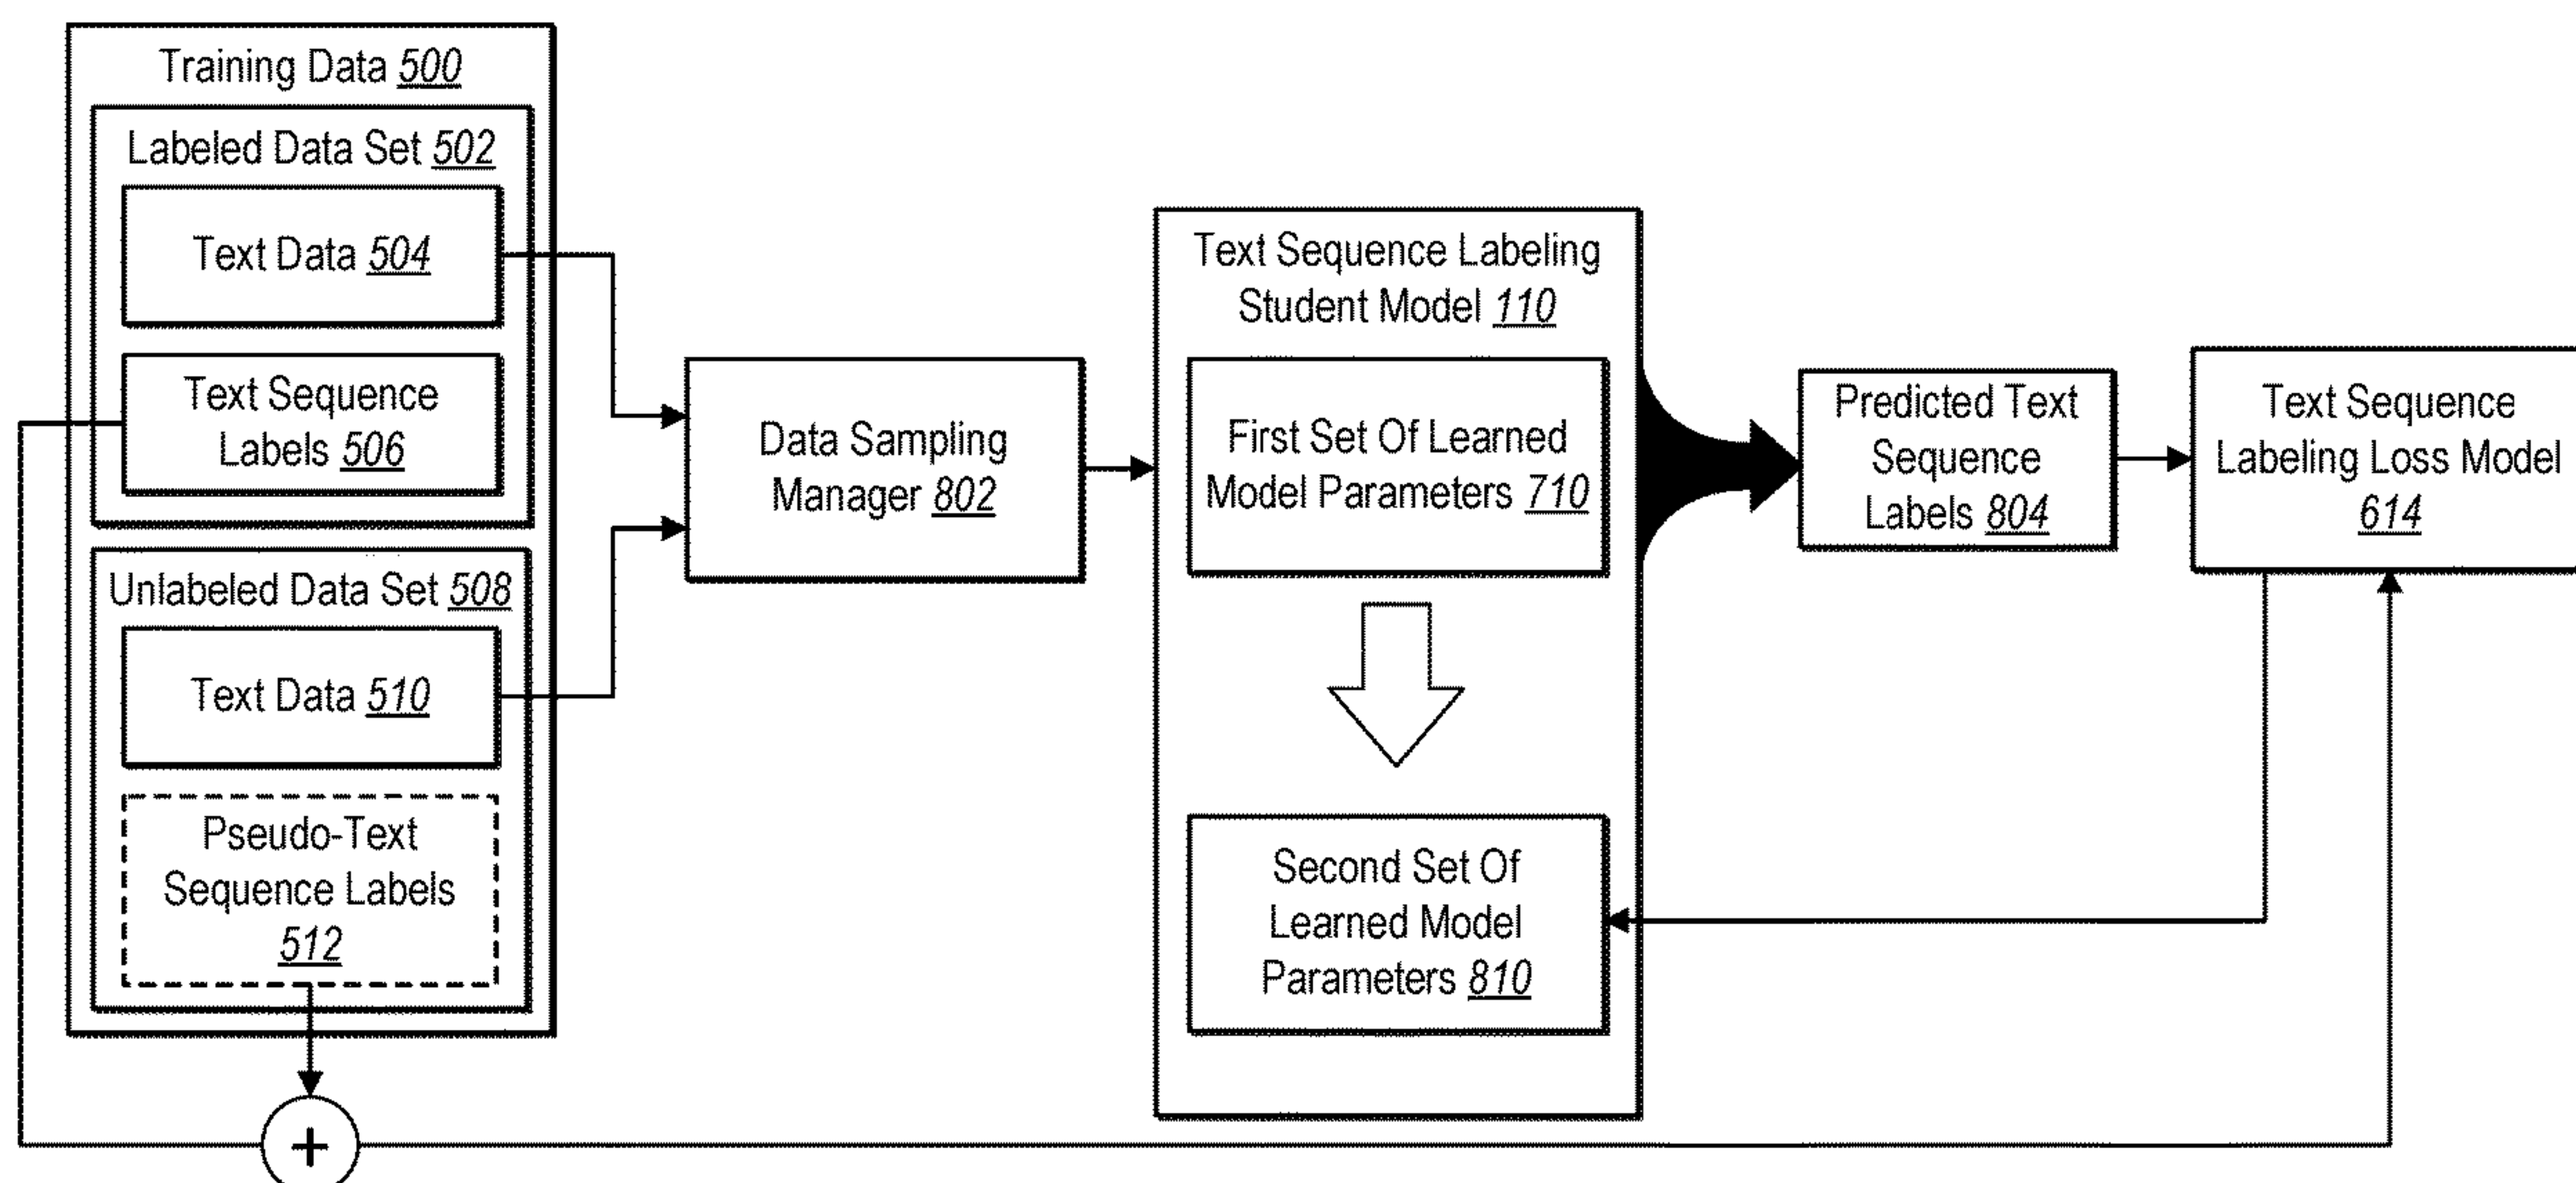 Training Data 500
Labeled Data Set 502
Text Data 504
Text Sequence
Labels 506
Unlabeled Data Set 508
Text Data 510
Pseudo-Text
Sequence Labels
512
+
Data Sampling
Manager 802
Text Sequence Labeling
Student Model 110
First Set Of Learned
Model Parameters 710
Second Set Of
Learned Model
Parameters 810
Predicted Text
Sequence
Labels 804
Text Sequence
Labeling Loss Model
614